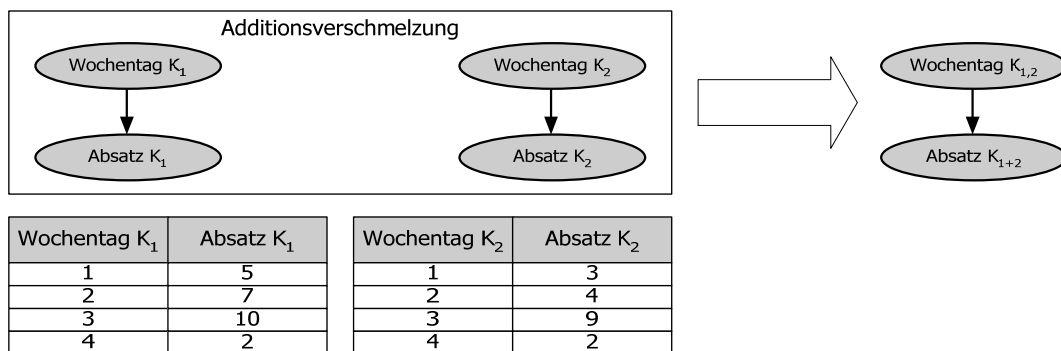 Additionsverschmelzung
Wochentag K₁ Wochentag K₂ Wochentag K₁,₂
Absatz K₁ Absatz K₂ Absatz K₁₊₂
Wochentag K₁ Absatz K₁
1 5
2 7
3 10
4 2
Wochentag K₂ Absatz K₂
1 3
2 4
3 9
4 2